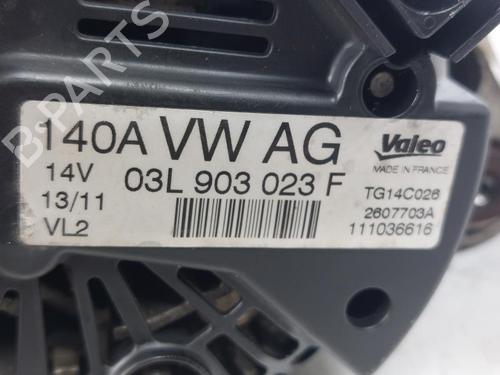 140A VW AG
14V 03L 903 023 F
13/11
VL2
Valeo
MADE IN FRANCE
TG14C026
2607703A
111036616
B-PARTS